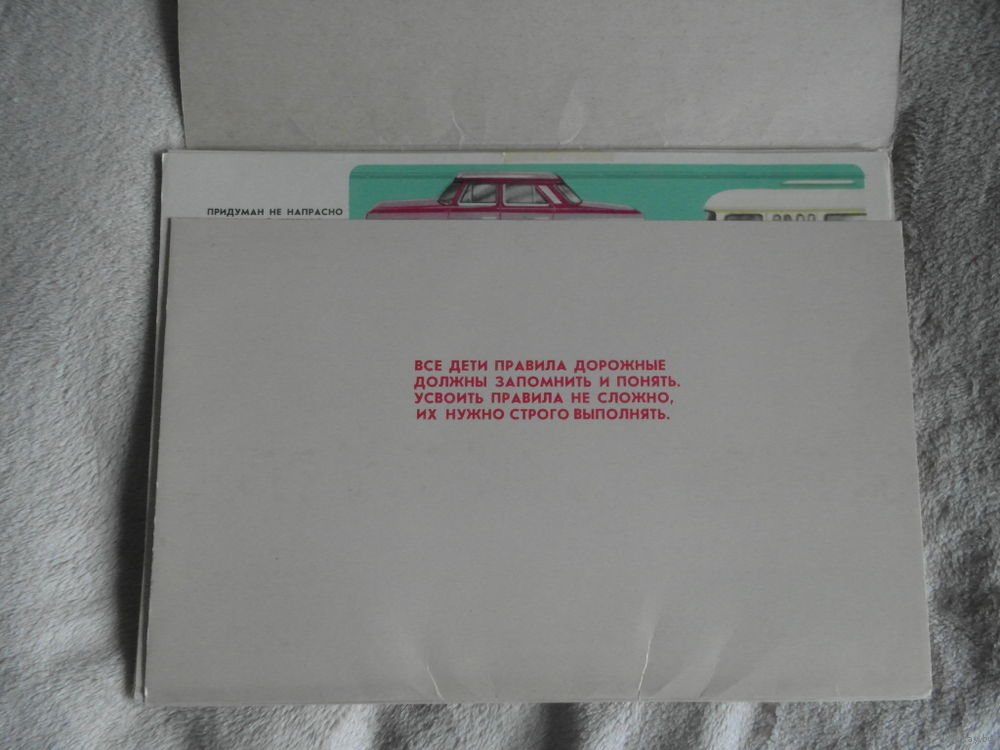 ПРИДУМАН НЕ НАПРАСНО
ВСЕ ДЕТИ ПРАВИЛА ДОРОЖНЫЕ
ДОЛЖНЫ ЗАПОМНИТЬ И ПОНЯТЬ.
УСВОИТЬ ПРАВИЛА НЕ СЛОЖНО,
ИХ НУЖНО СТРОГО ВЫПОЛНЯТЬ.